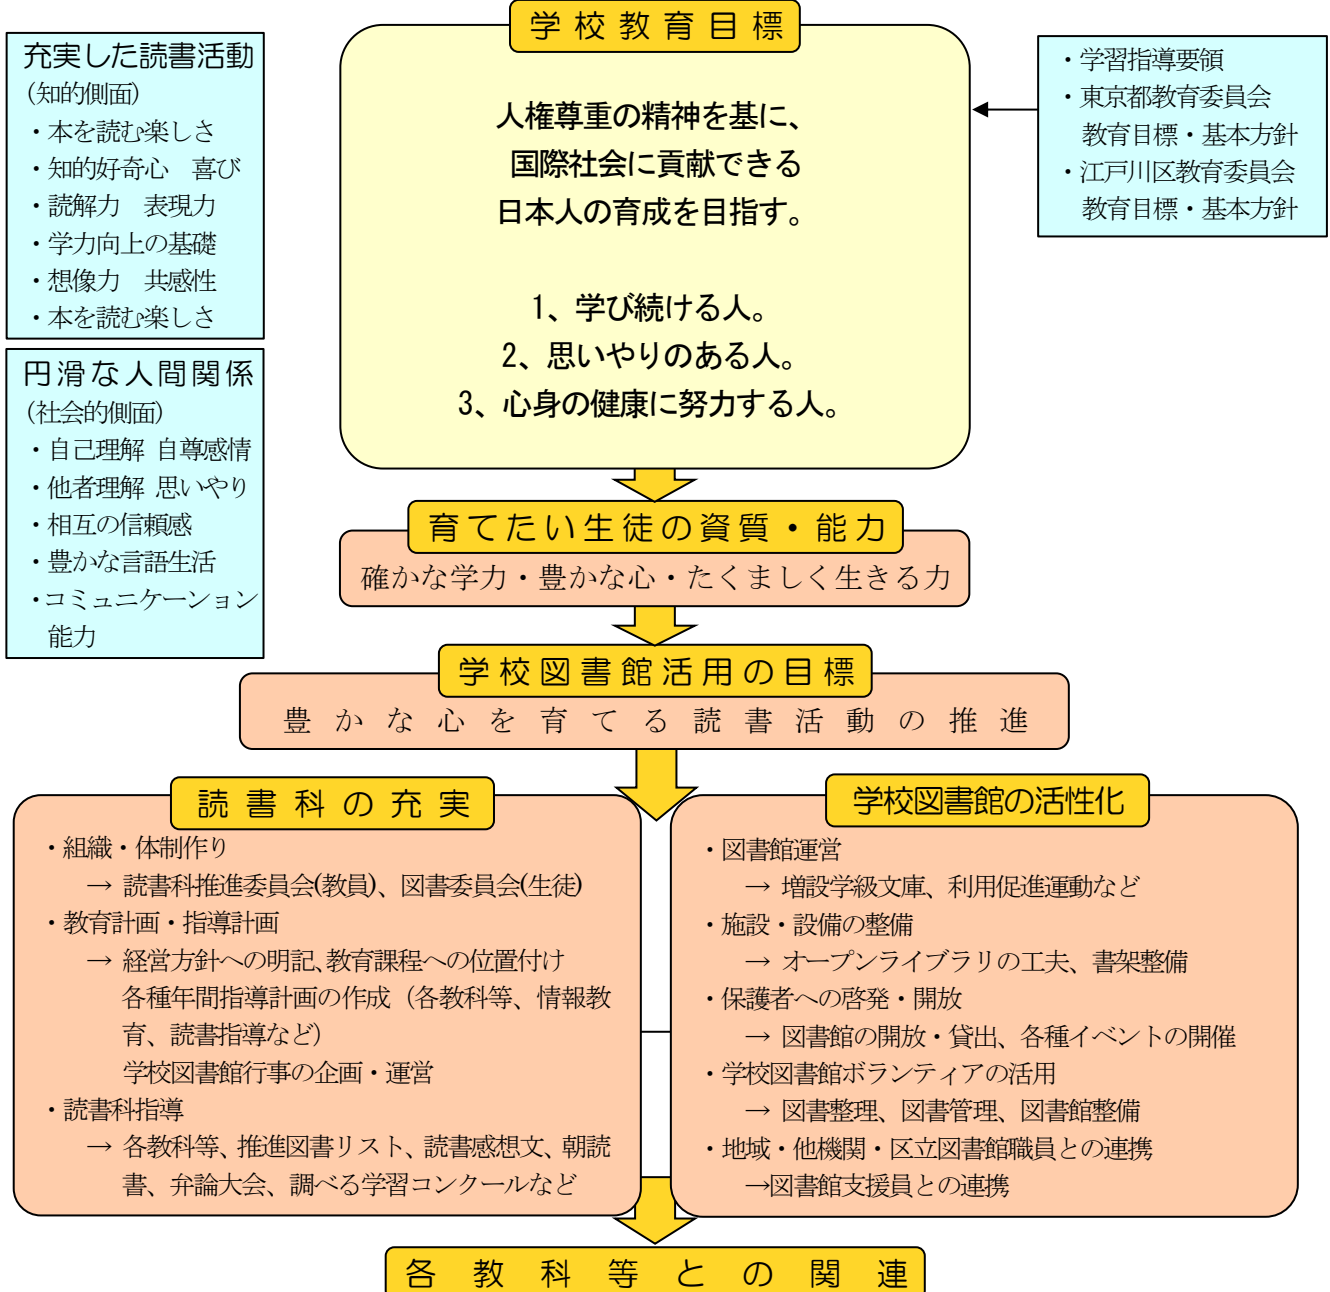 学校教育目標
人権尊重の精神を基に、
国際社会に貢献できる
日本人の育成を目指す。
1、学び続ける人。
2、思いやりのある人。
3、心身の健康に努力する人。
充実した読書活動
(知的側面)
・本を読む楽しさ
・知的好奇心　喜び
・読解力　表現力
・学力向上の基礎
・想像力　共感性
・本を読む楽しさ
円滑な人間関係
(社会的側面)
・自己理解 自尊感情
・他者理解 思いやり
・相互の信頼感
・豊かな言語生活
・コミュニケーション
能力
・学習指導要領
・東京都教育委員会
教育目標・基本方針
・江戸川区教育委員会
教育目標・基本方針
育てたい生徒の資質・能力
確かな学力・豊かな心・たくましく生きる力
学校図書館活用の目標
豊かな心を育てる読書活動の推進
読書科の充実
・組織・体制作り
→ 読書科推進委員会(教員)、図書委員会(生徒)
・教育計画・指導計画
→ 経営方針への明記、教育課程への位置付け
各種年間指導計画の作成（各教科等、情報教
育、読書指導など）
学校図書館行事の企画・運営
・読書科指導
→ 各教科等、推進図書リスト、読書感想文、朝読
書、弁論大会、調べる学習コンクールなど
学校図書館の活性化
・図書館運営
→ 増設学級文庫、利用促進運動など
・施設・設備の整備
→ オープンライブラリの工夫、書架整備
・保護者への啓発・開放
→ 図書館の開放・貸出、各種イベントの開催
・学校図書館ボランティアの活用
→ 図書整理、図書管理、図書館整備
・地域・他機関・区立図書館職員との連携
→図書館支援員との連携
各教科等との関連